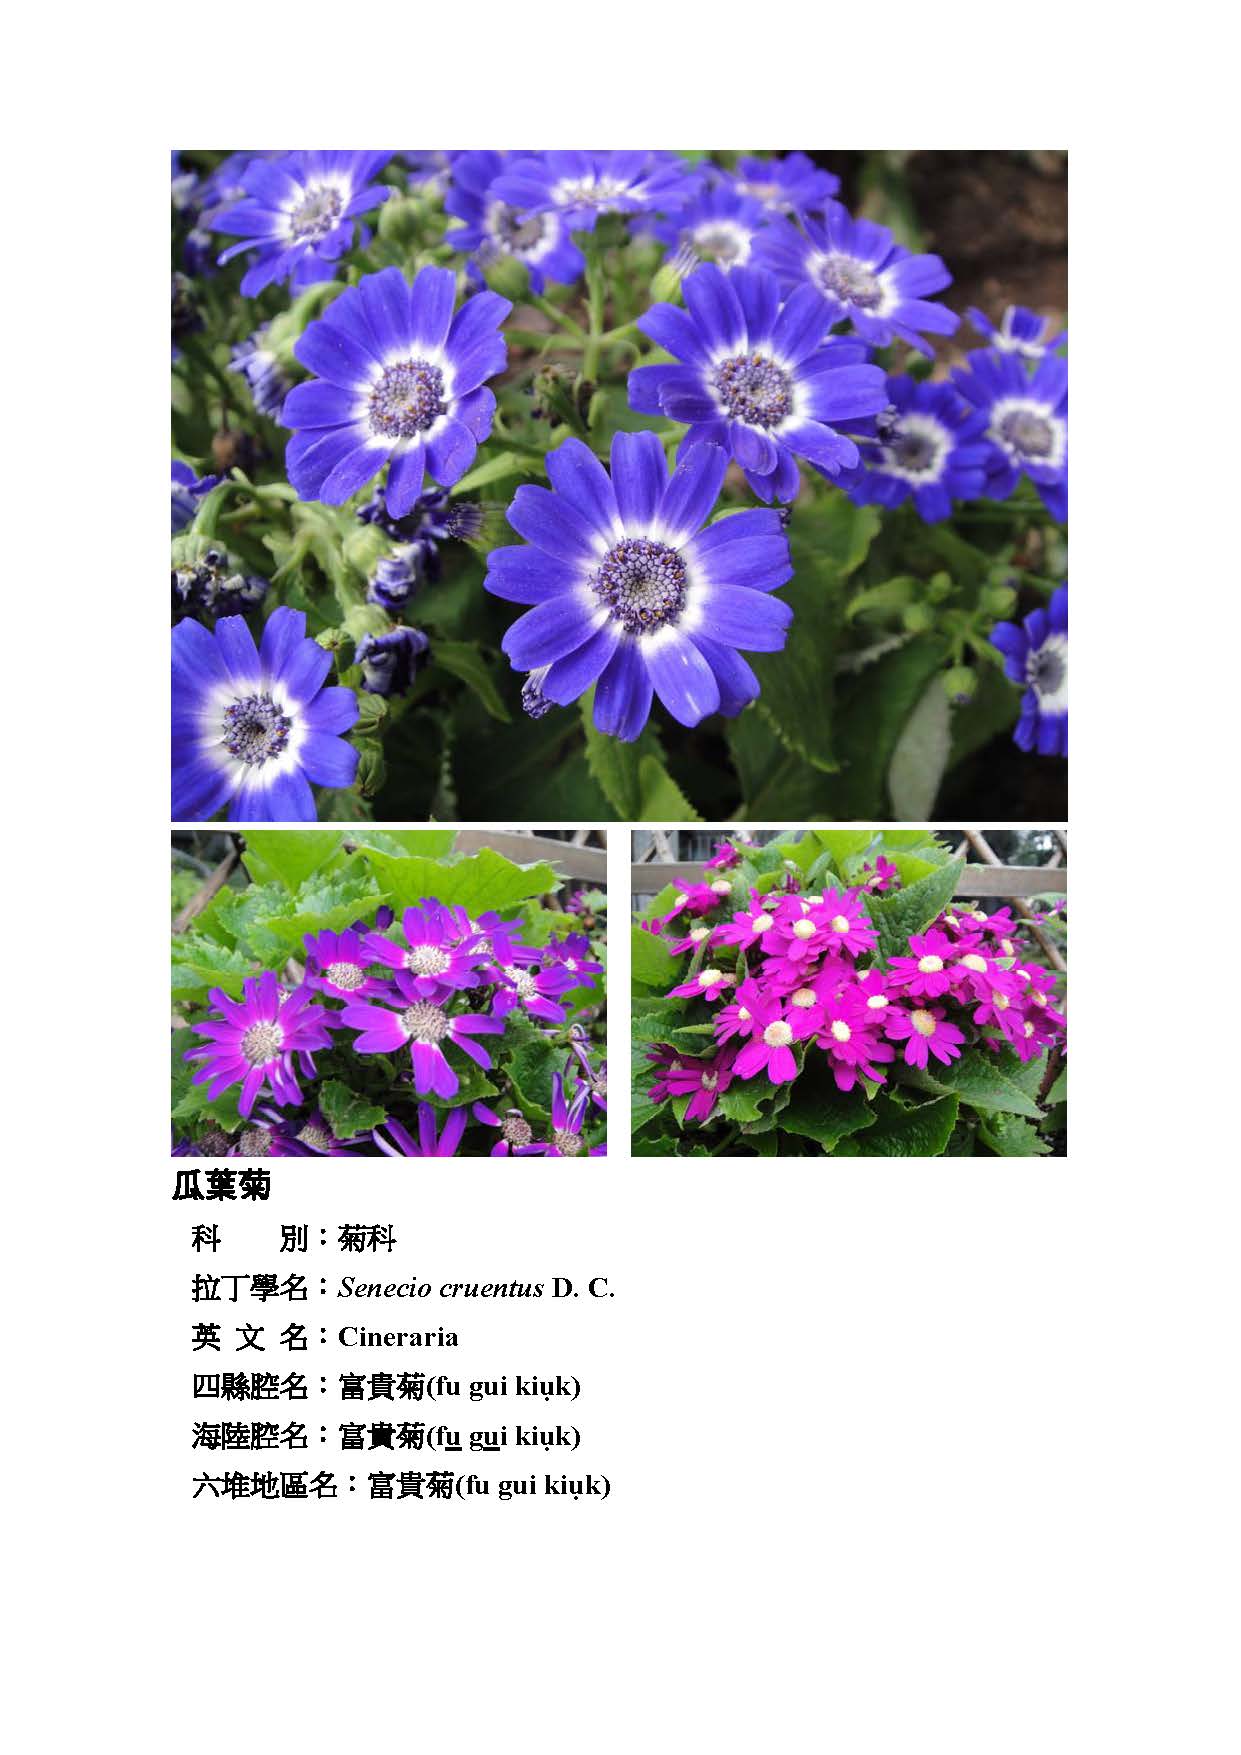 瓜葉菊
科　　別：菊科
拉丁學名：Senecio cruentus D. C.
英 文 名：Cineraria
四縣腔名：富貴菊(fu gui kiụk)
海陸腔名：富貴菊(fu̲ gu̲i kiụk)
六堆地區名：富貴菊(fu gui kiụk)